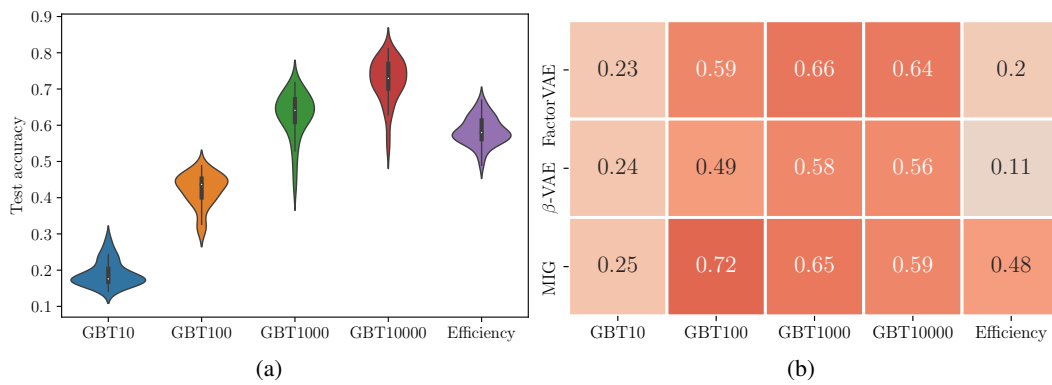 Test accuracy
0.9
0.8
0.7
0.6
0.5
0.4
0.3
0.2
0.1
GBT10 GBT100 GBT1000 GBT10000 Efficiency
(a)
FactorVAE
0.23 0.59 0.66 0.64 0.2
β-VAE
0.24 0.49 0.58 0.56 0.11
MIG
0.25 0.72 0.65 0.59 0.48
GBT10 GBT100 GBT1000 GBT10000 Efficiency
(b)